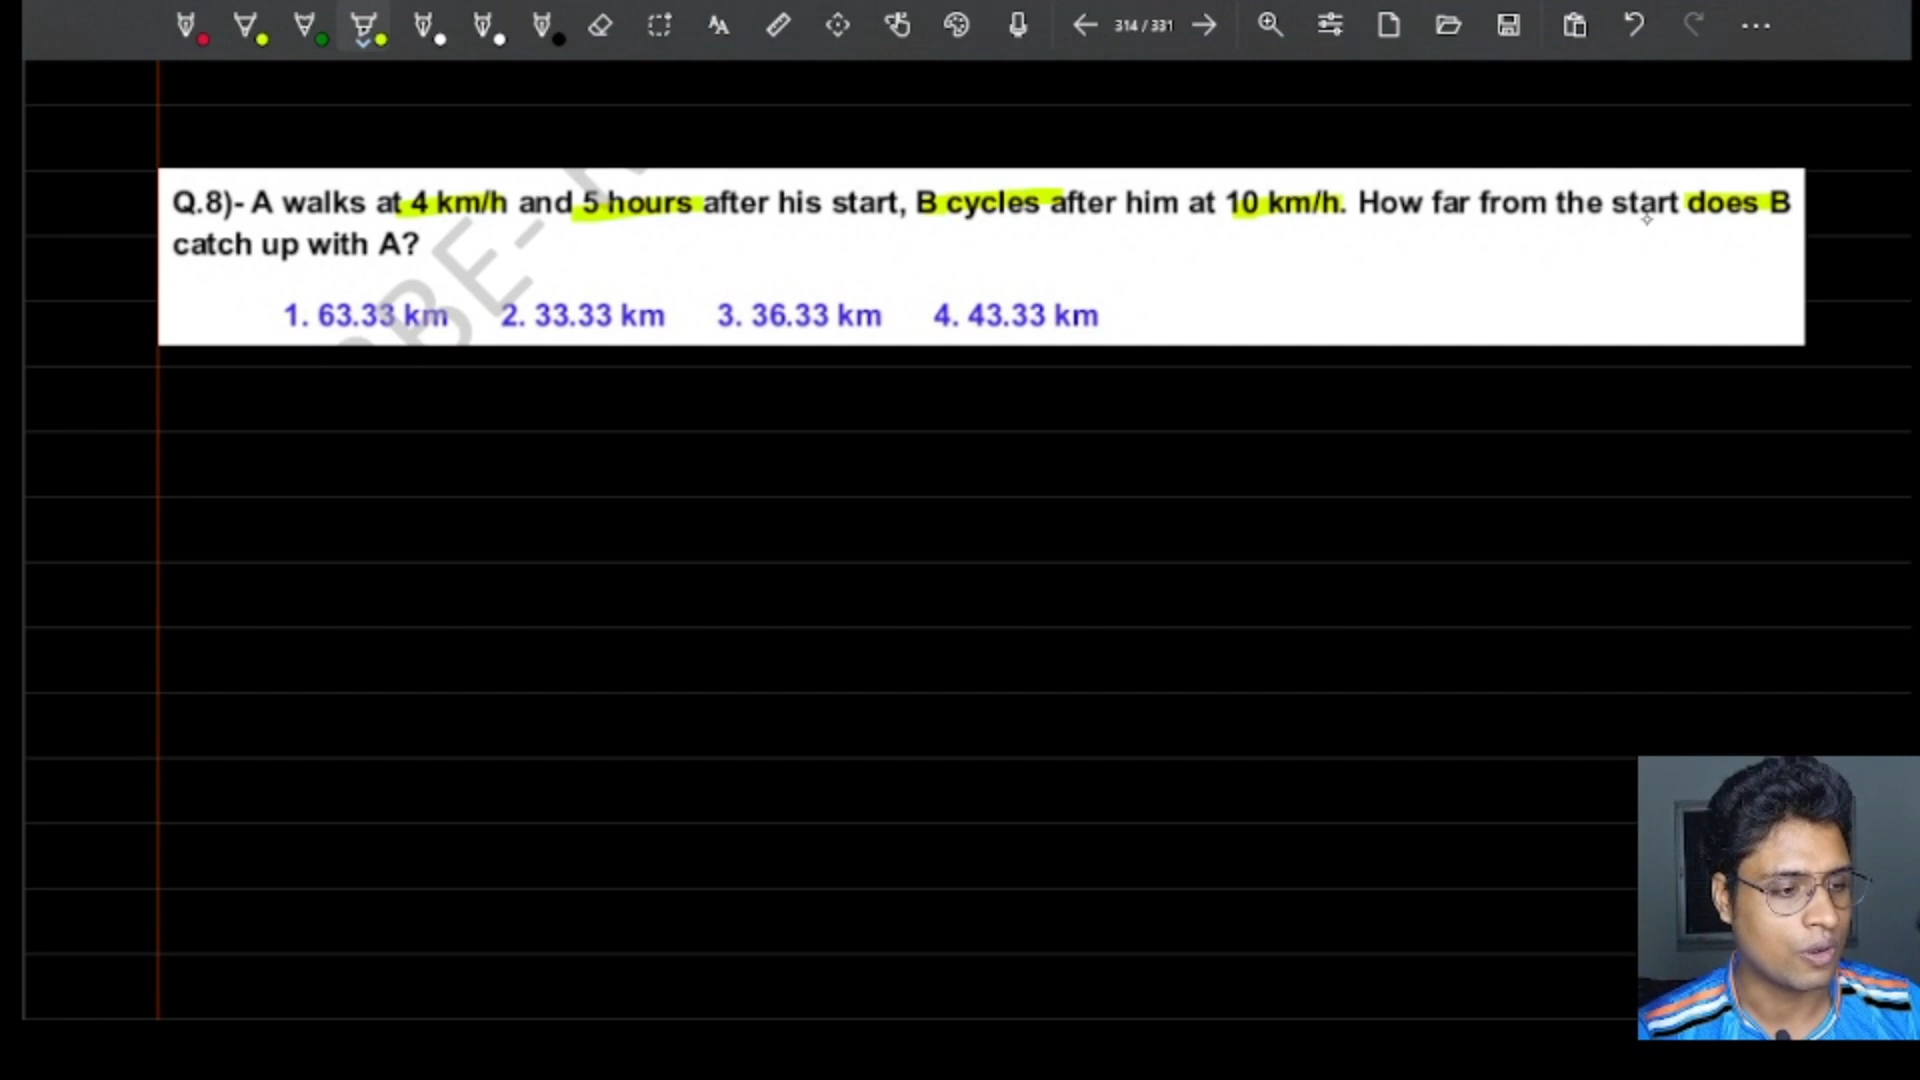 314 / 331
Q.8)- A walks at 4 km/h and 5 hours after his start, B cycles after him at 10 km/h. How far from the start does B
catch up with A?
1. 63.33 km 2. 33.33 km 3. 36.33 km 4. 43.33 km